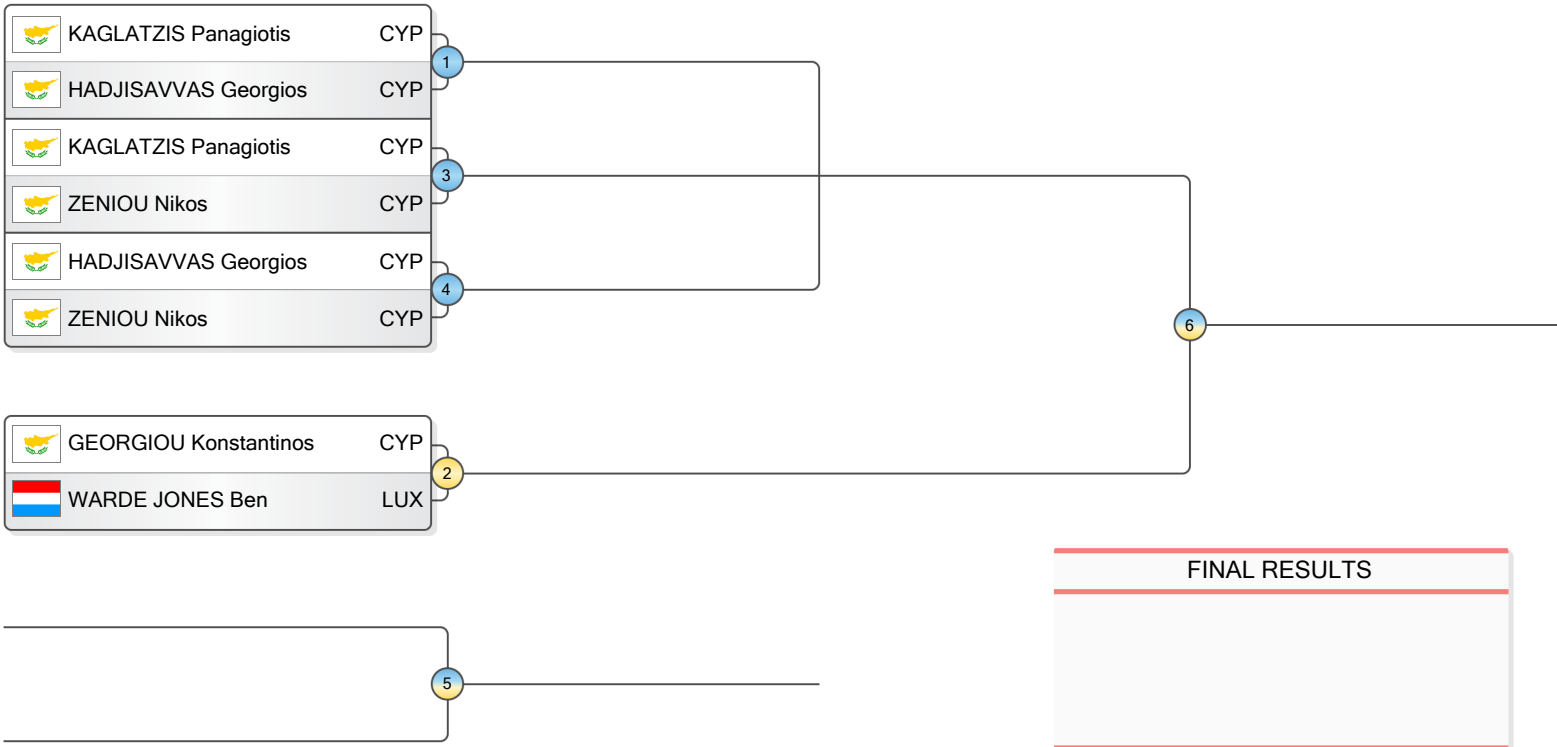 KAGLATZIS Panagiotis CYP
1
HADJISAVVAS Georgios CYP
KAGLATZIS Panagiotis CYP
3
ZENIOU Nikos CYP
HADJISAVVAS Georgios CYP
4
ZENIOU Nikos CYP
6
GEORGIOU Konstantinos CYP
2
WARDE JONES Ben LUX
FINAL RESULTS
5